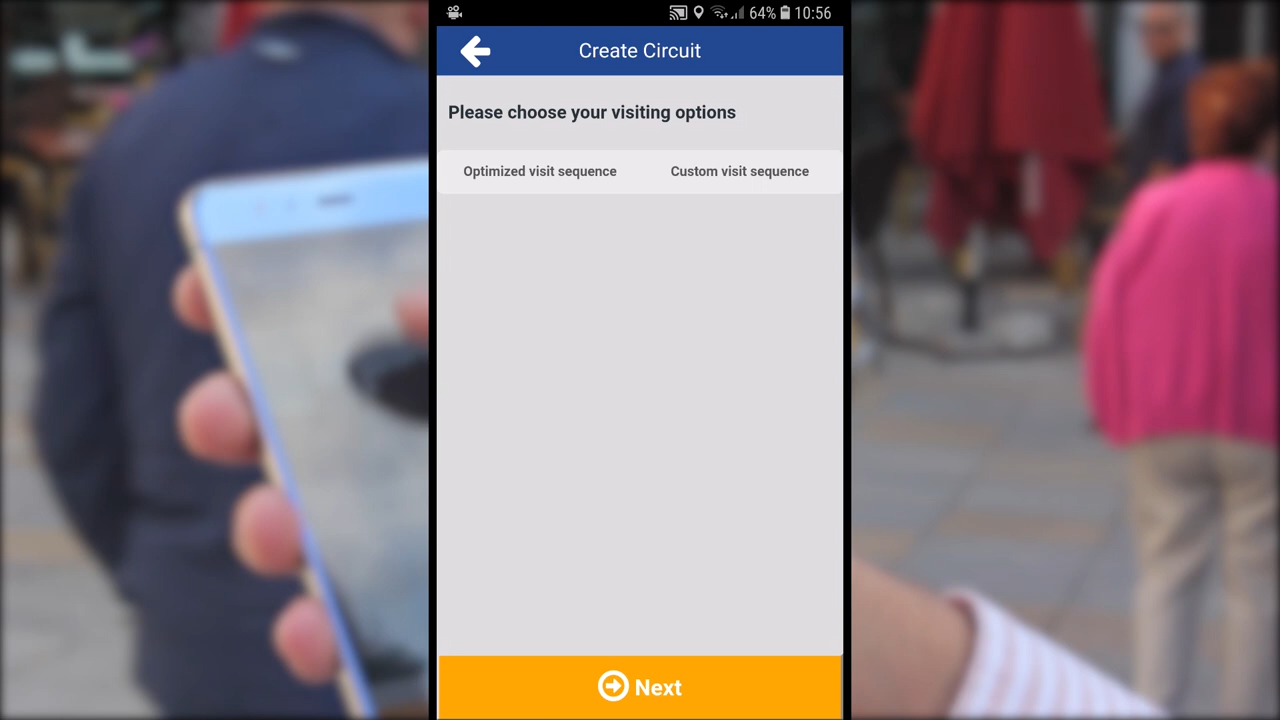 64% 10:56
Create Circuit
Please choose your visiting options
Optimized visit sequence Custom visit sequence
Next